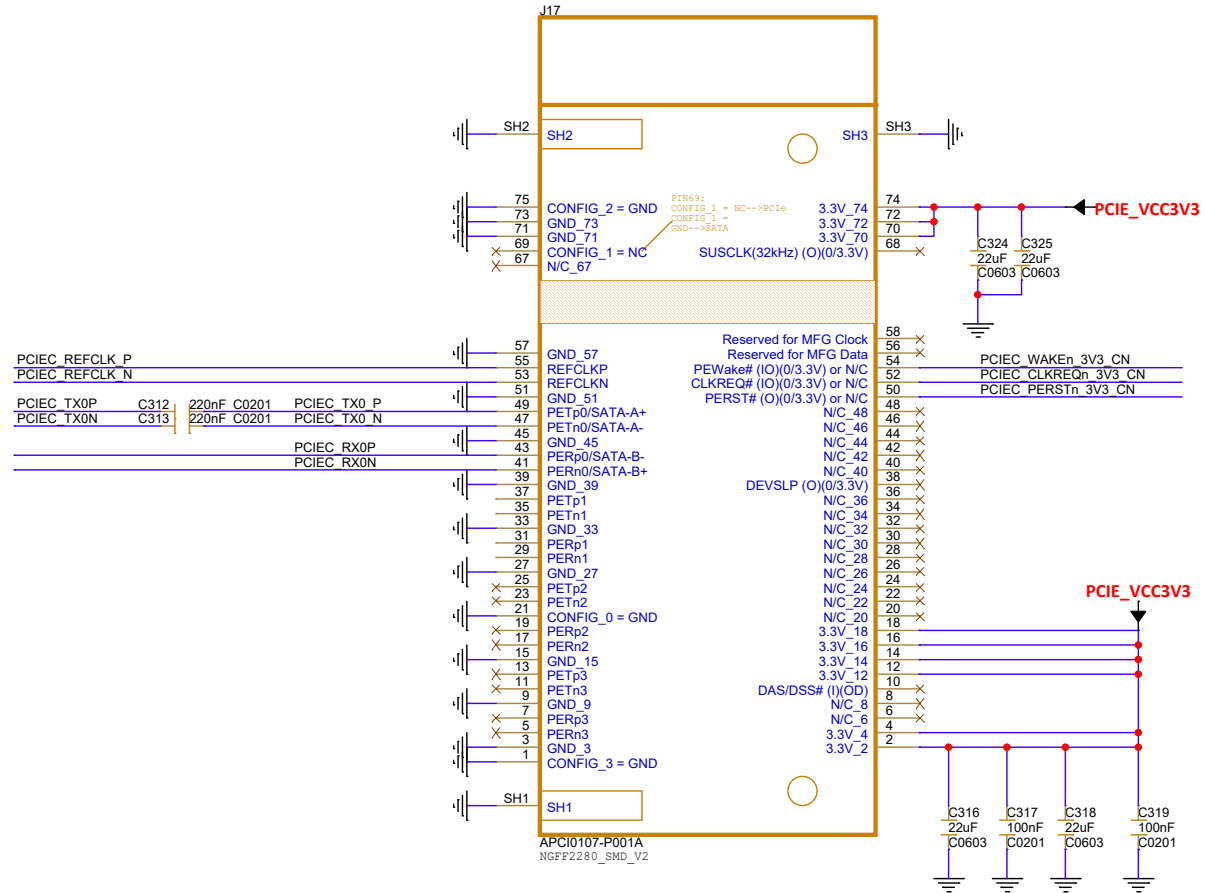 J17
SH2 SH2 SH3 SH3
PIN69:
CONFIG_1 = NC-->PCIe
CONFIG_1 =
GND-->SATA
75 CONFIG_2 = GND 3.3V_74 74
73 GND_73 3.3V_72 72
71 GND_71 3.3V_70 70
69 CONFIG_1 = NC SUSCLK(32kHz) (O)(0/3.3V) 68
67 N/C_67
PCIE_VCC3V3
C324 C325
22uF 22uF
C0603 C0603
Reserved for MFG Clock 58
57 GND_57 Reserved for MFG Data 56
PCIEC_REFCLK_P 55 REFCLKP PEWake# (IO)(0/3.3V) or N/C 54 PCIEC_WAKEn_3V3_CN
PCIEC_REFCLK_N 53 REFCLKN CLKREQ# (IO)(0/3.3V) or N/C 52 PCIEC_CLKREQn_3V3_CN
51 GND_51 PERST# (O)(0/3.3V) or N/C 50 PCIEC_PERSTn_3V3_CN
PCIEC_TX0P C312 220nF C0201 PCIEC_TX0_P 49 PETp0/SATA-A+ N/C_48 48
PCIEC_TX0N C313 220nF C0201 PCIEC_TX0_N 47 PETn0/SATA-A- N/C_46 46
45 GND_45 N/C_44 44
PCIEC_RX0P 43 PERp0/SATA-B- N/C_42 42
PCIEC_RX0N 41 PERn0/SATA-B+ N/C_40 40
39 GND_39 DEVSLP (O)(0/3.3V) 38
37 PETp1 N/C_36 36
35 PETn1 N/C_34 34
33 GND_33 N/C_32 32
31 PERp1 N/C_30 30
29 PERn1 N/C_28 28
27 GND_27 N/C_26 26
25 PETp2 N/C_24 24
23 PETn2 N/C_22 22
21 CONFIG_0 = GND N/C_20 20
19 PERp2 3.3V_18 18
17 PERn2 3.3V_16 16
15 GND_15 3.3V_14 14
13 PETp3 3.3V_12 12
11 PETn3 DAS/DSS# (I)(OD) 10
9 GND_9 N/C_8 8
7 PERp3 N/C_6 6
5 PERn3 3.3V_4 4
3 GND_3 3.3V_2 2
1 CONFIG_3 = GND
PCIE_VCC3V3
SH1 SH1
C316 C317 C318 C319
22uF 100nF 22uF 100nF
C0603 C0201 C0603 C0201
APCI0107-P001A
NGFF2280_SMD_V2